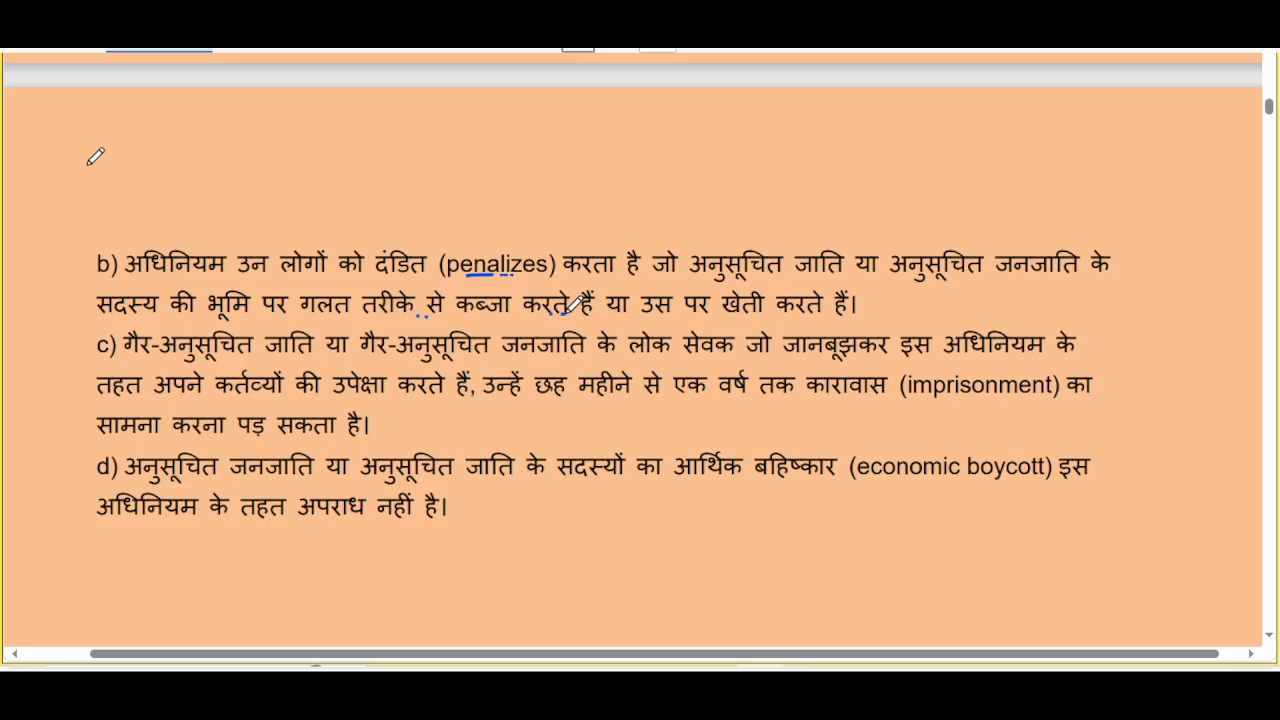 b) अधिनियम उन लोगों को दंडित (penalizes) करता है जो अनुसूचित जाति या अनुसूचित जनजाति के
सदस्य की भूमि पर गलत तरीके से कब्जा करते हैं या उस पर खेती करते हैं।
c) गैर-अनुसूचित जाति या गैर-अनुसूचित जनजाति के लोक सेवक जो जानबूझकर इस अधिनियम के
तहत अपने कर्तव्यों की उपेक्षा करते हैं, उन्हें छह महीने से एक वर्ष तक कारावास (imprisonment) का
सामना करना पड़ सकता है।
d) अनुसूचित जनजाति या अनुसूचित जाति के सदस्यों का आर्थिक बहिष्कार (economic boycott) इस
अधिनियम के तहत अपराध नहीं है।